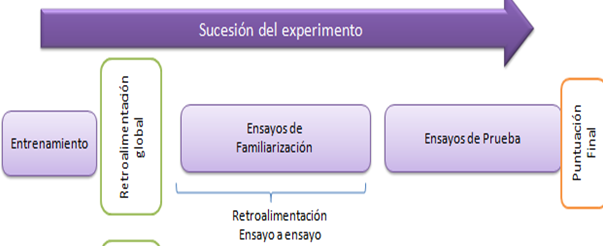 Sucesión del experimento
Entrenamiento
Retroalimentación
global
Ensayos de
Familiarización
Ensayos de Prueba
Puntuación
Final
Retroalimentación
Ensayo a ensayo